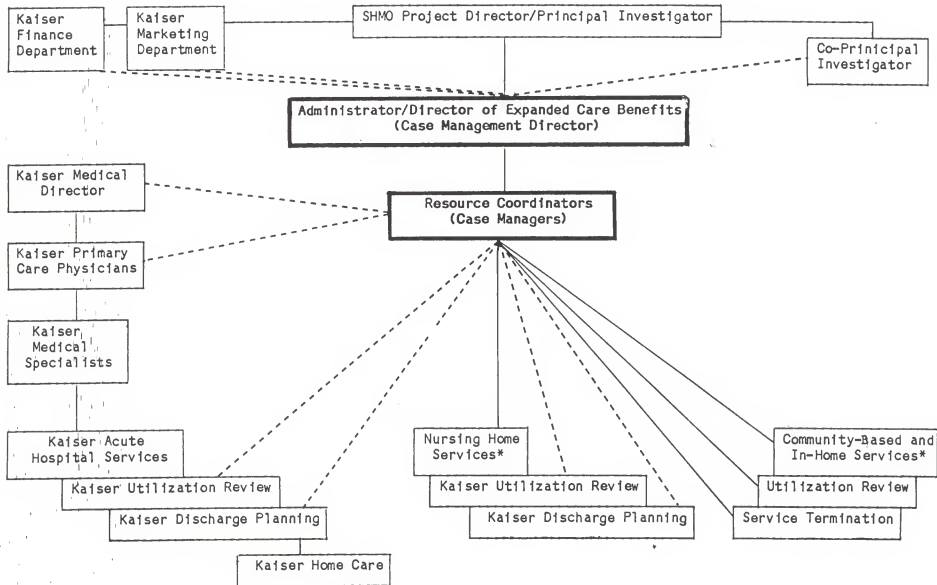 Kaiser
Finance
Department
Kaiser
Marketing
Department
SHMO Project Director/Principal Investigator
Co-Prinicipal
Investigator
Administrator/Director of Expanded Care Benefits
(Case Management Director)
Kaiser Medical
Director
Resource Coordinators
(Case Managers)
Kaiser Primary
Care Physicians
Kaiser
Medical
Specialists
Kaiser Acute
Hospital Services
Kaiser Utilization Review
Kaiser Discharge Planning
Kaiser Home Care
Nursing Home
Services*
Kaiser Utilization Review
Kaiser Discharge Planning
Community-Based and
In-Home Services*
Utilization Review
Service Termination